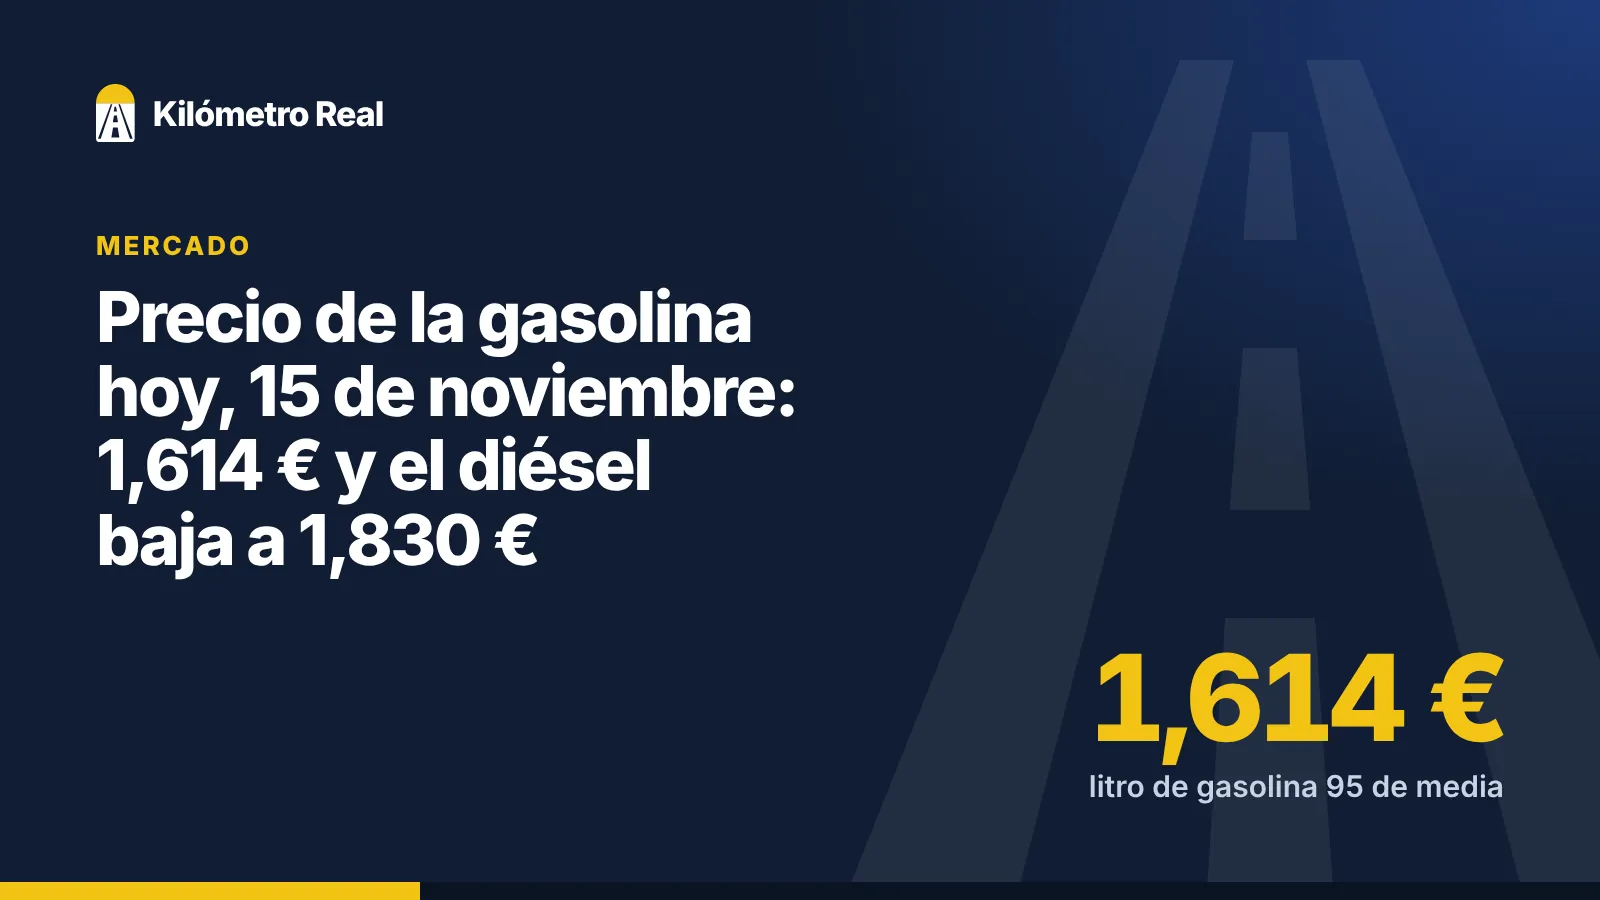 Kilómetro Real
MERCADO
Precio de la gasolina
hoy, 15 de noviembre:
1,614 € y el diésel
baja a 1,830 €
1,614 €
litro de gasolina 95 de media